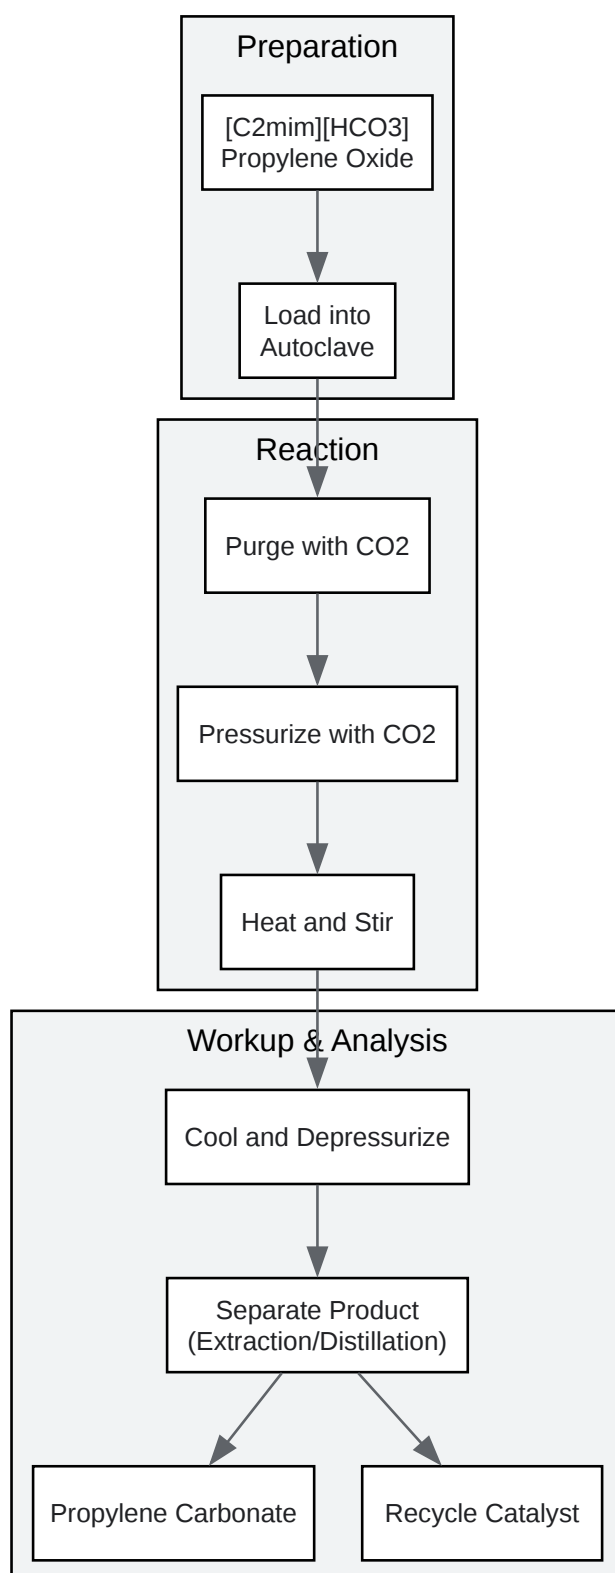 Preparation
[C2mim][HCO3]
Propylene Oxide
Load into
Autoclave
Reaction
Purge with CO2
Pressurize with CO2
Heat and Stir
Workup & Analysis
Cool and Depressurize
Separate Product
(Extraction/Distillation)
Propylene Carbonate
Recycle Catalyst